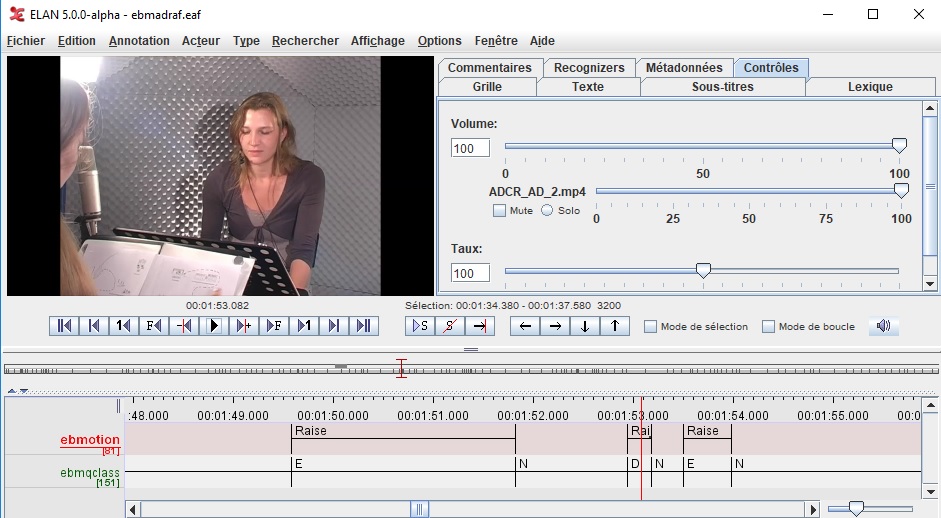 ELAN 5.0.0-alpha - ebmadraf.eaf
Fichier Edition Annotation Acteur Type Rechercher Affichage Options Fenêtre Aide
Commentaires Recognizers Métadonnées Contrôles
Grille Texte Sous-titres Lexique
Volume:
100
0 50 100
ADCR_AD_2.mp4
Mute Solo 0 25 50 75 100
Taux:
100
00:01:53.082 Sélection: 00:01:34.380 - 00:01:37.580 3200
1 F F 1 S S Mode de sélection Mode de boucle
:48.000 00:01:49.000 00:01:50.000 00:01:51.000 00:01:52.000 00:01:53.000 00:01:54.000 00:01:55.000 00:0
ebmotion Raise Rai Raise
[81]
ebmqclass E N D N E N
[151]